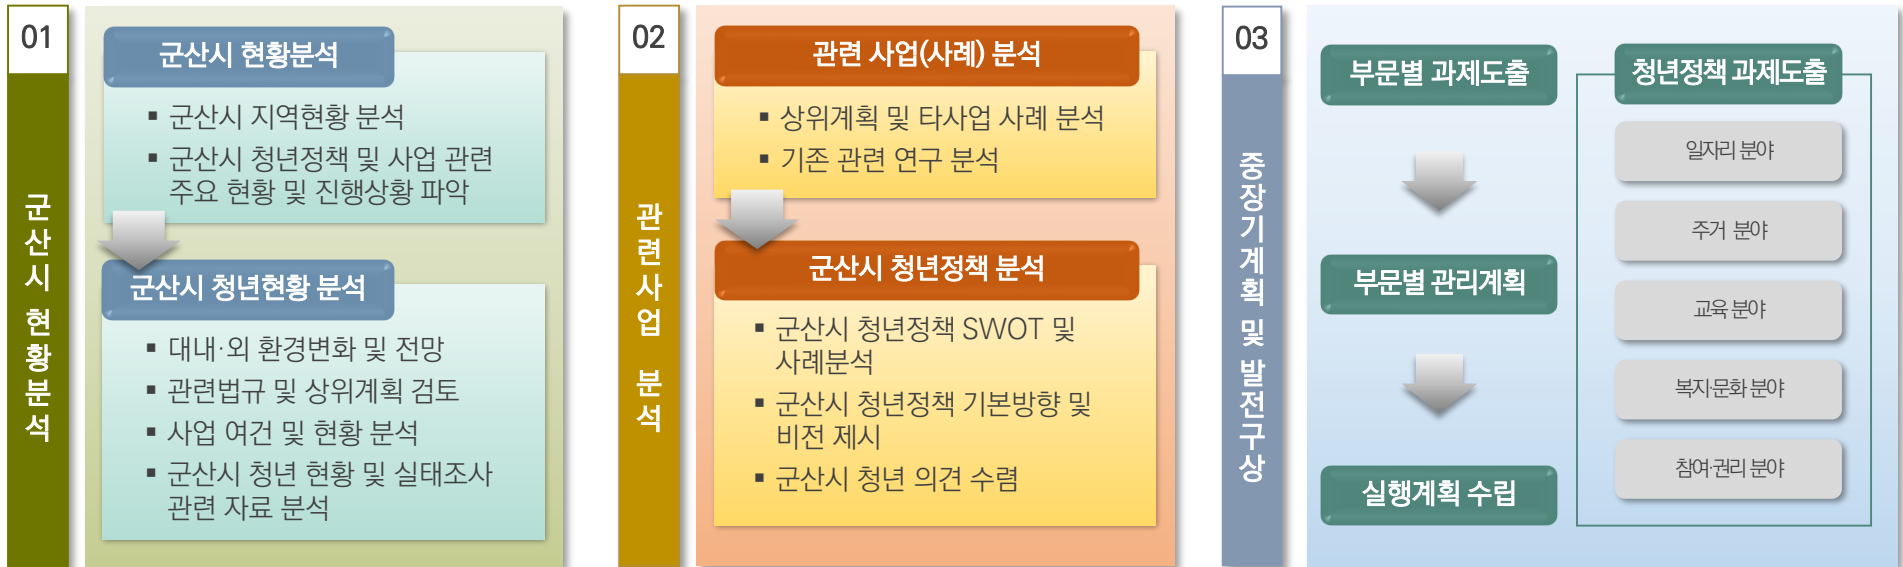 01
군산시 현황분석
군산시 현황분석
▪ 군산시 지역현황 분석
▪ 군산시 청년정책 및 사업 관련
주요 현황 및 진행상황 파악
군산시 청년현황 분석
▪ 대내·외 환경변화 및 전망
▪ 관련법규 및 상위계획 검토
▪ 사업 여건 및 현황 분석
▪ 군산시 청년 현황 및 실태조사
관련 자료 분석
02
관련사업 분석
관련 사업(사례) 분석
▪ 상위계획 및 타사업 사례 분석
▪ 기존 관련 연구 분석
군산시 청년정책 분석
▪ 군산시 청년정책 SWOT 및
사례분석
▪ 군산시 청년정책 기본방향 및
비전 제시
▪ 군산시 청년 의견 수렴
03
중장기계획 및 발전구상
부문별 과제도출
부문별 관리계획
실행계획 수립
청년정책 과제도출
일자리 분야
주거 분야
교육 분야
복지·문화 분야
참여·권리 분야